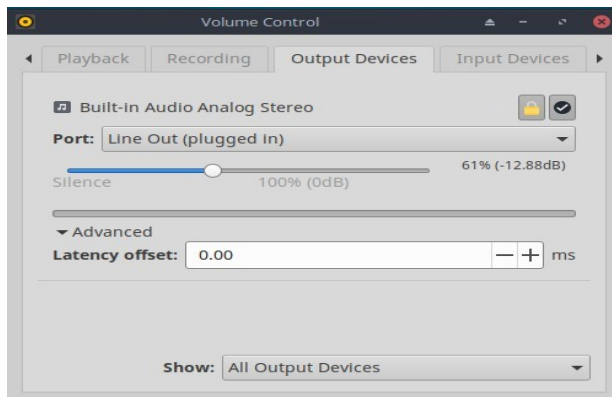 Volume Control
Playback Recording Output Devices Input Devices
Built-in Audio Analog Stereo
Port: Line Out (plugged in)
61% (-12.88dB)
Silence 100% (0dB)
Advanced
Latency offset: 0.00 ms
Show: All Output Devices